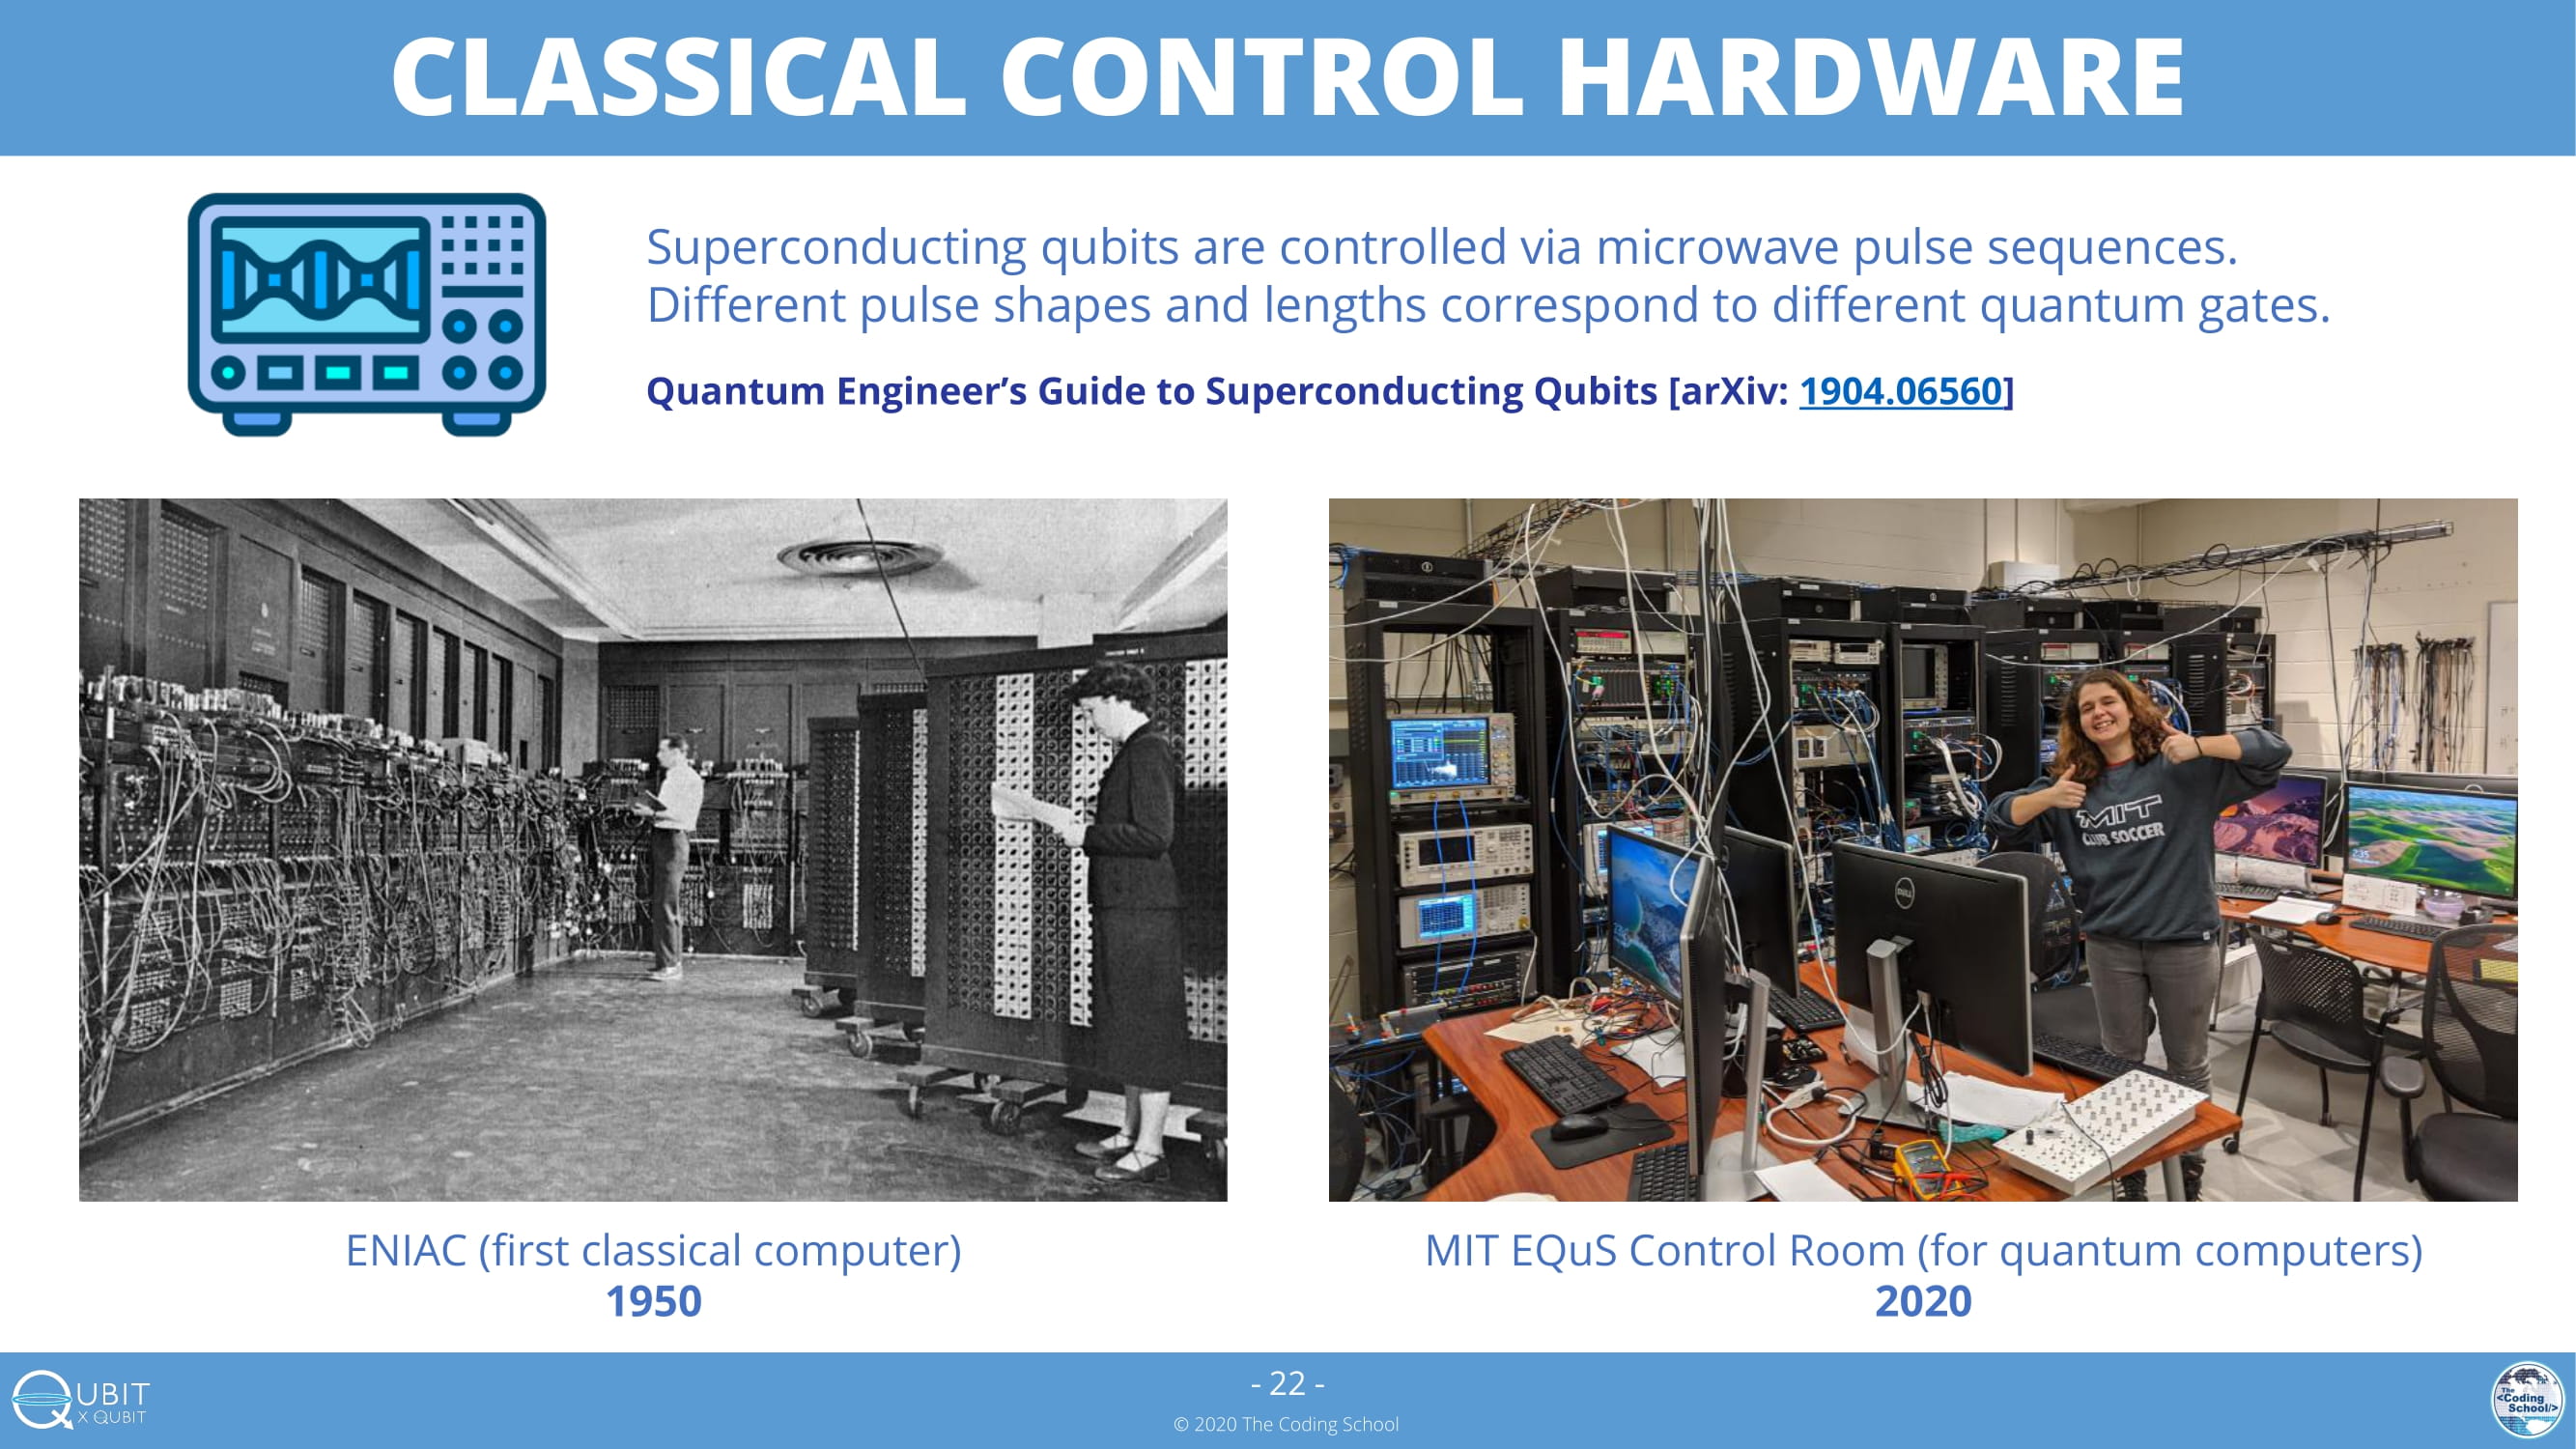 CLASSICAL CONTROL HARDWARE
Superconducting qubits are controlled via microwave pulse sequences.
Different pulse shapes and lengths correspond to different quantum gates.
Quantum Engineer’s Guide to Superconducting Qubits [arXiv: 1904.06560]
MIT
CLUB SOCCER
DELL
ENIAC (first classical computer)
1950
MIT EQuS Control Room (for quantum computers)
2020
QUBIT
X QUBIT
- 22 -
© 2020 The Coding School
The
<Coding
School/>